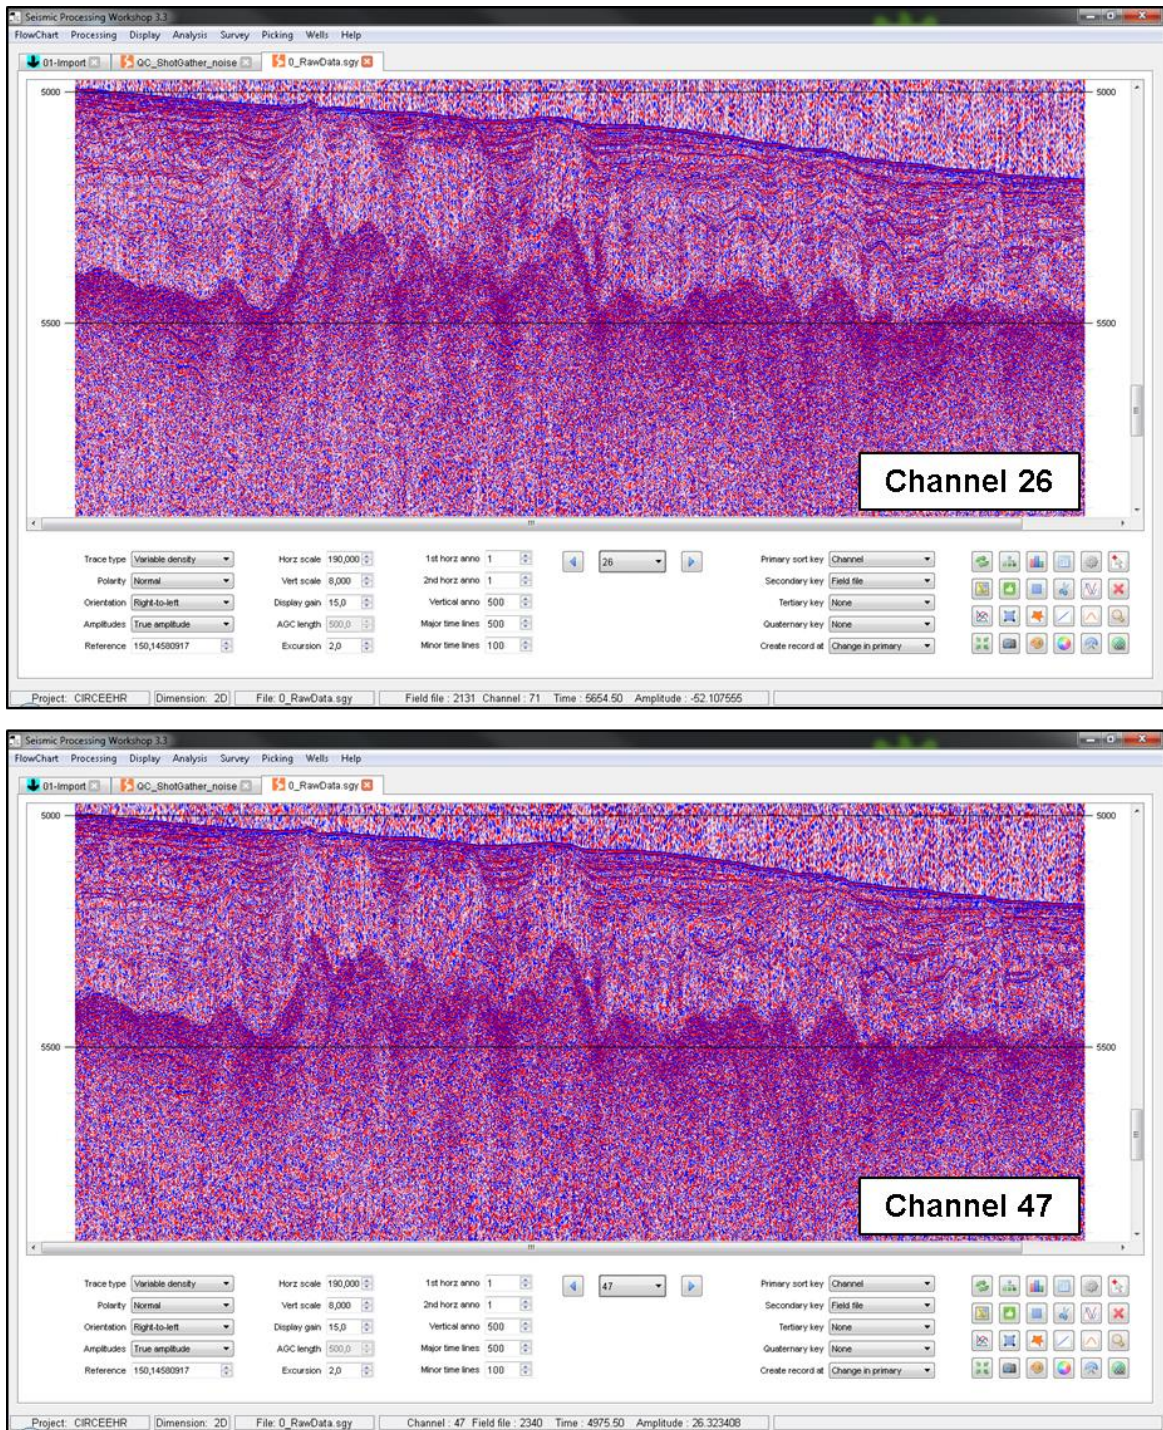 Seismic Processing Workshop 3.3
FlowChart Processing Display Analysis Survey Picking Wells Help
01-Import QC_ShotGather_noise 0_RawData.sgy
5000 5000
5500 5500
Channel 26
Trace type Variable density Horz scale 190,000 1st horz anno 1 26 Primary sort key Channel
Polarity Normal Vert scale 8,000 2nd horz anno 1 Secondary key Field file
Orientation Right-to-left Display gain 15,0 Vertical anno 500 Tertiary key None
Amplitudes True amplitude AGC length 500,0 Major time lines 500 Quaternary key None
Reference 150,14580917 Excursion 2,0 Minor time lines 100 Create record at Change in primary
Project: CIRCEEHR Dimension: 2D File: 0_RawData.sgy Field file : 2131 Channel : 71 Time : 5654.50 Amplitude : -52.107555
Seismic Processing Workshop 3.3
FlowChart Processing Display Analysis Survey Picking Wells Help
01-Import QC_ShotGather_noise 0_RawData.sgy
5000 5000
5500 5500
Channel 47
Trace type Variable density Horz scale 190,000 1st horz anno 1 47 Primary sort key Channel
Polarity Normal Vert scale 8,000 2nd horz anno 1 Secondary key Field file
Orientation Right-to-left Display gain 15,0 Vertical anno 500 Tertiary key None
Amplitudes True amplitude AGC length 500,0 Major time lines 500 Quaternary key None
Reference 150,14580917 Excursion 2,0 Minor time lines 100 Create record at Change in primary
Project: CIRCEEHR Dimension: 2D File: 0_RawData.sgy Channel : 47 Field file : 2340 Time : 4975.50 Amplitude : 26.323408